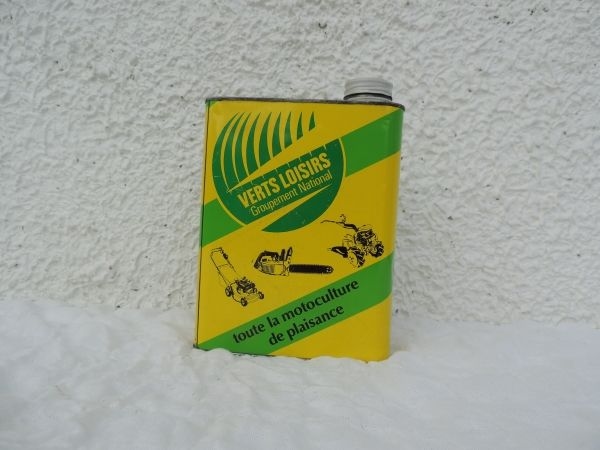 VERTS LOISIRS
Groupement National
toute la motoculture
de plaisance